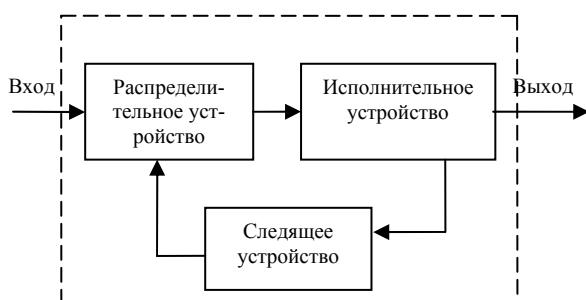 Вход
Распредели-
тельное уст-
ройство
Исполнительное
устройство
Выход
Следящее
устройство